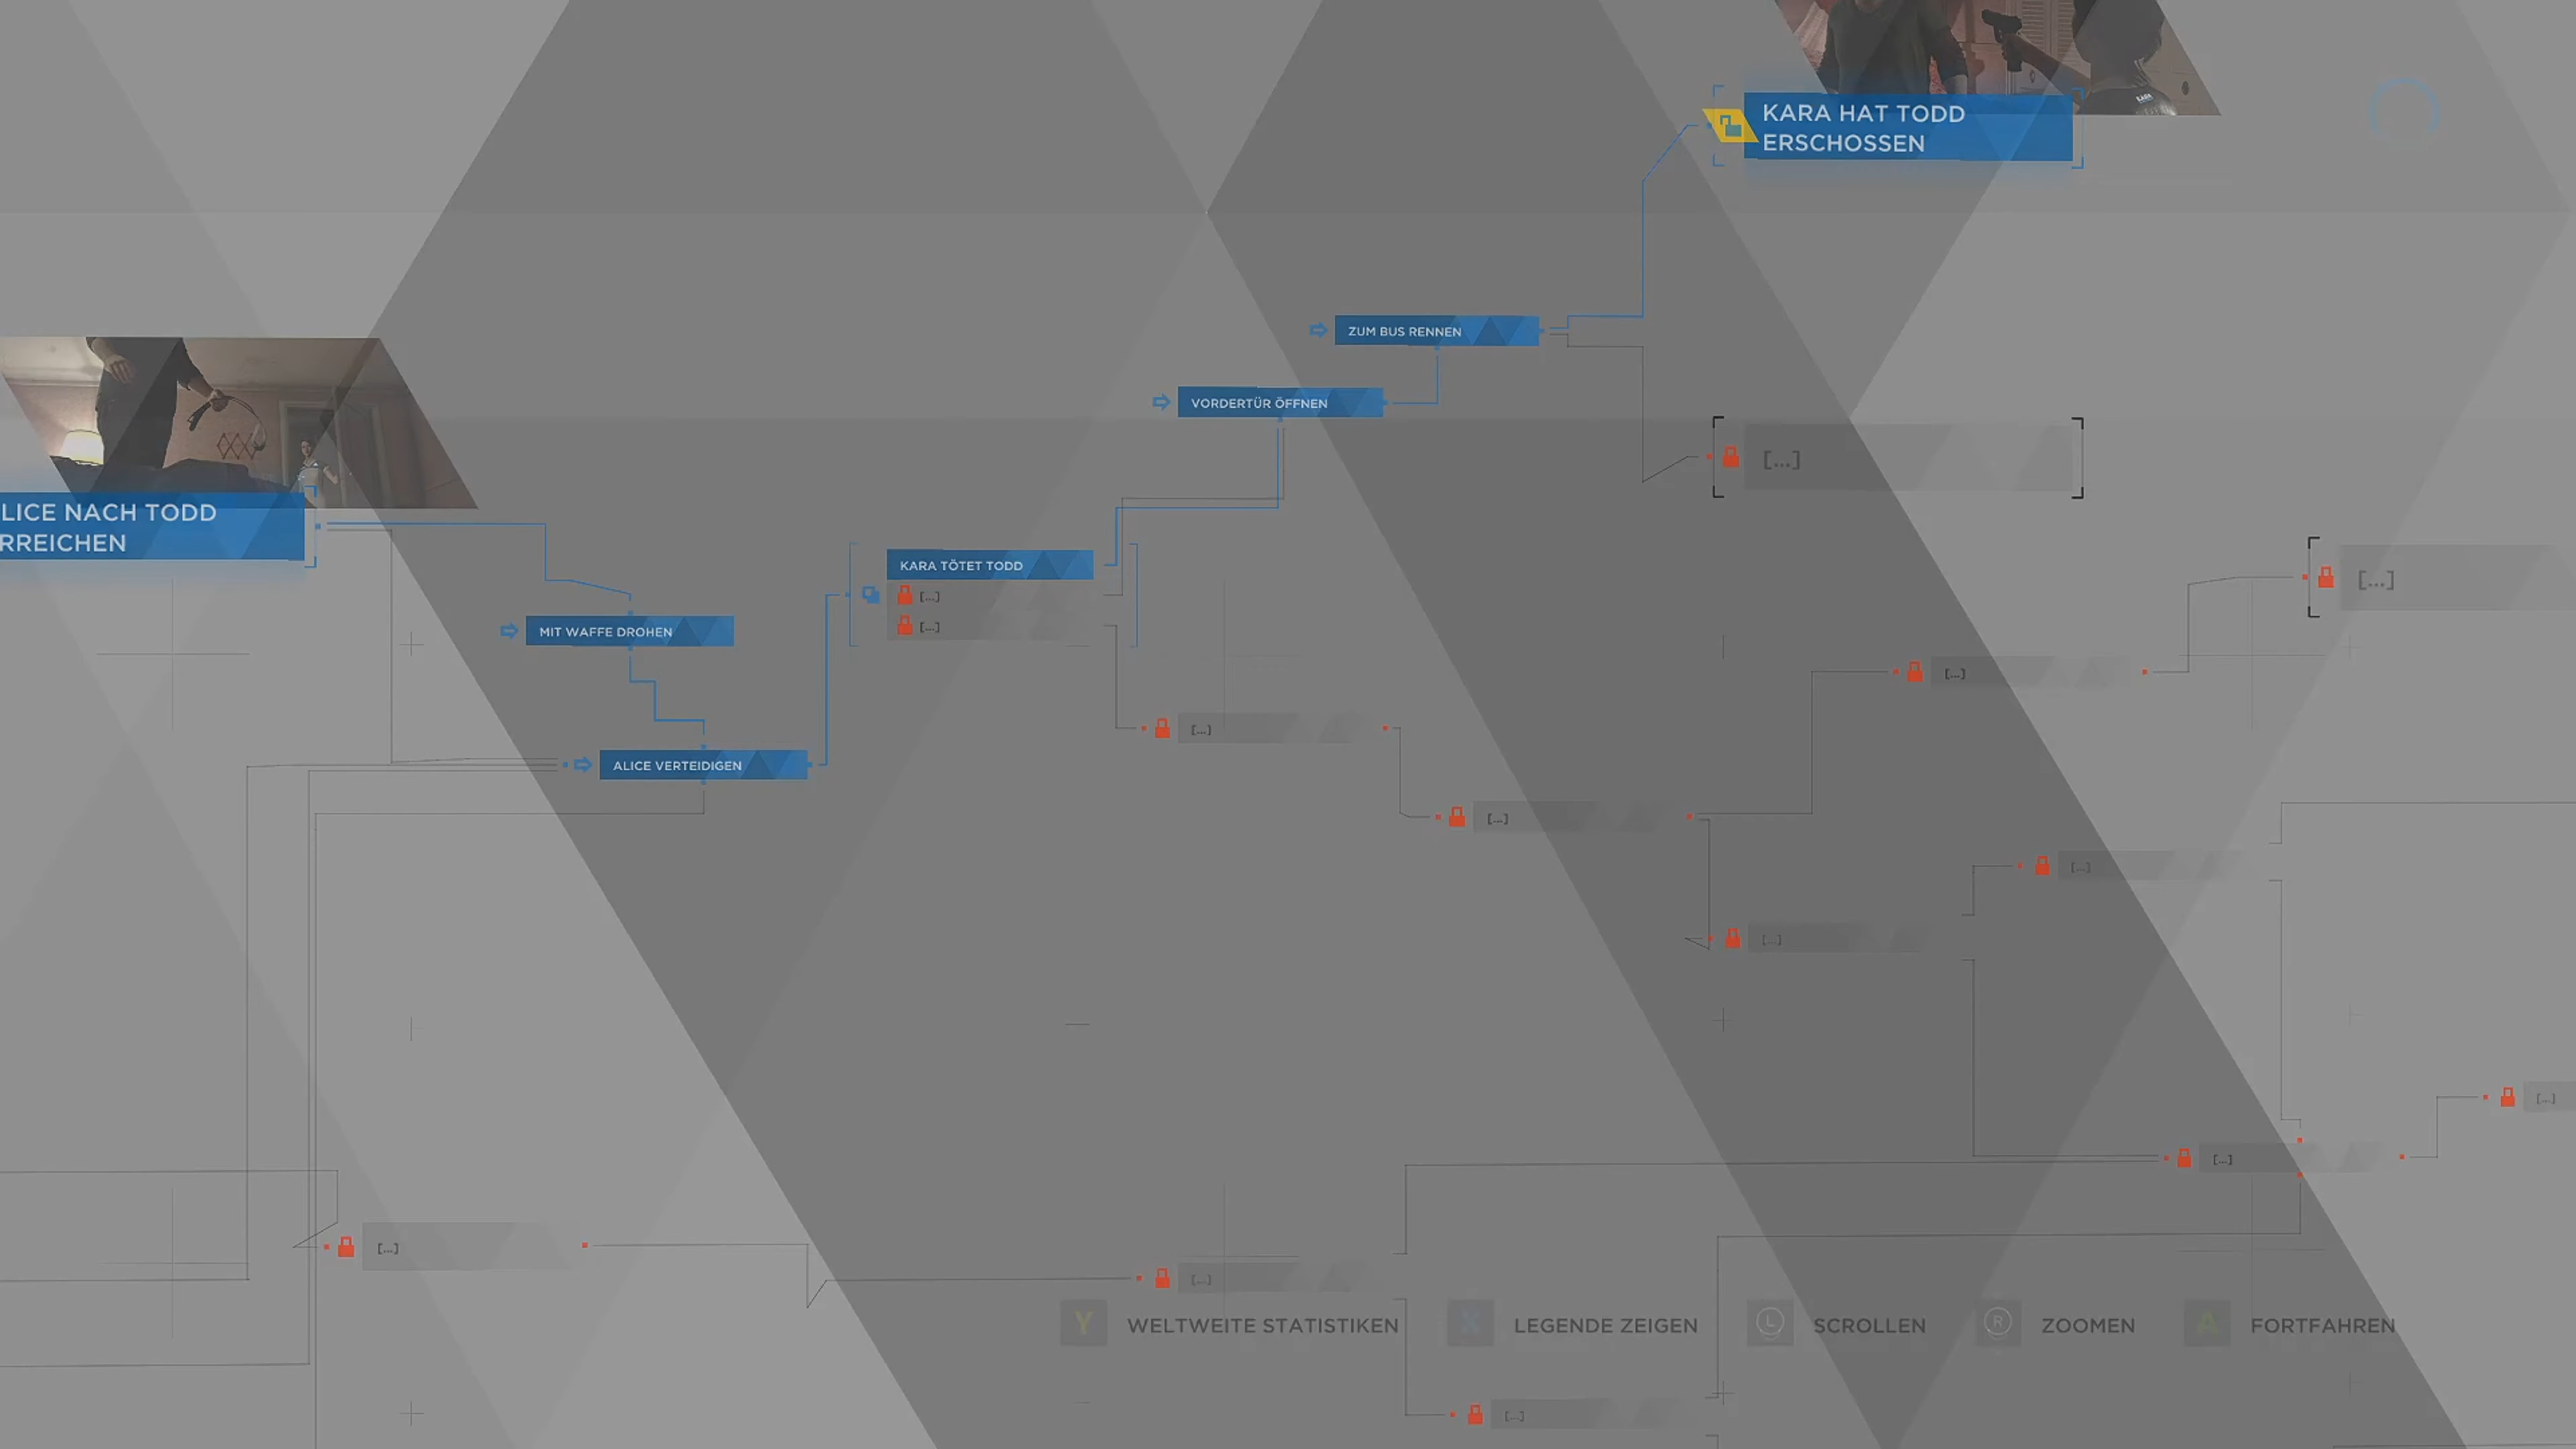 KARA HAT TODD
ERSCHOSSEN
ZUM BUS RENNEN
VORDERTÜR ÖFFNEN
[...]
LICE NACH TODD
RREICHEN
KARA TÖTET TODD
[...]
[...]
[...]
MIT WAFFE DROHEN
[...]
[...]
ALICE VERTEIDIGEN
[...]
[...]
[...]
[...]
[...]
[...]
[...]
Y WELTWEITE STATISTIKEN
X LEGENDE ZEIGEN
L SCROLLEN
R ZOOMEN
A FORTFAHREN
[...]